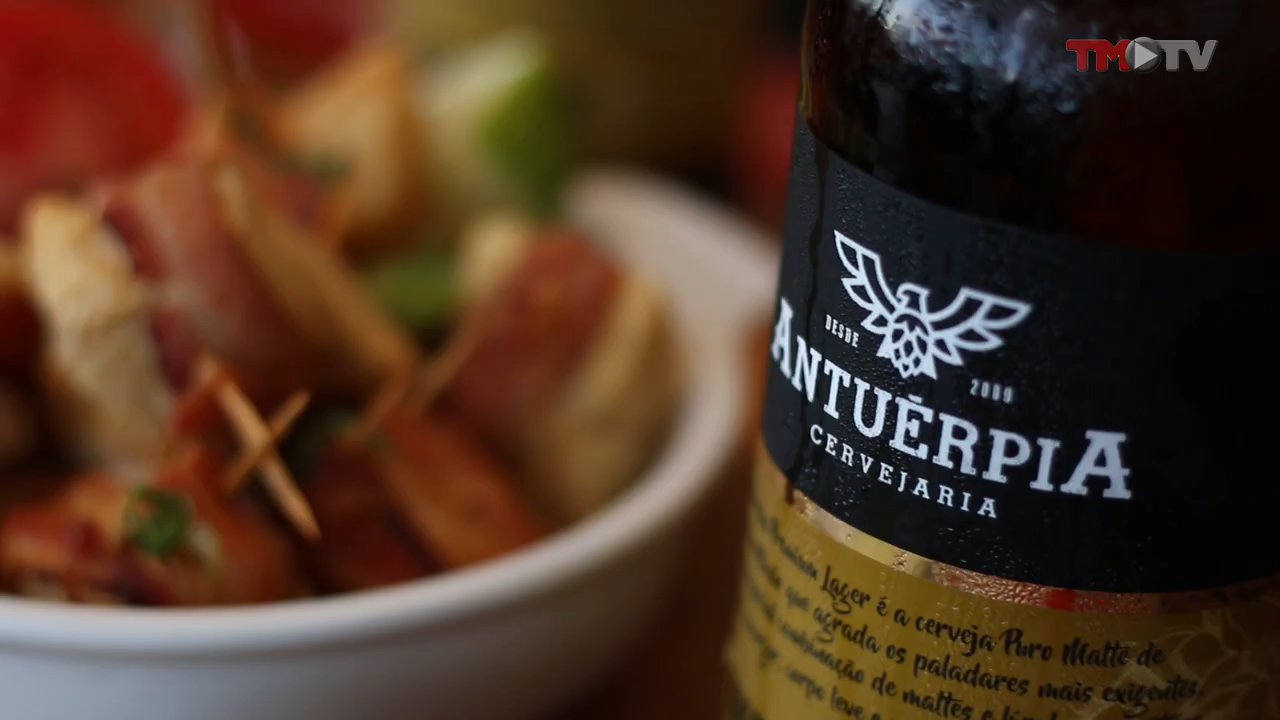 TMOTV
DESDE
2009
ANTUÉRPIA
CERVEJARIA
Premium Lager é a cerveja Puro Malte de
que agrada os paladares mais exigentes,
combinação de maltes e
corpo leve e